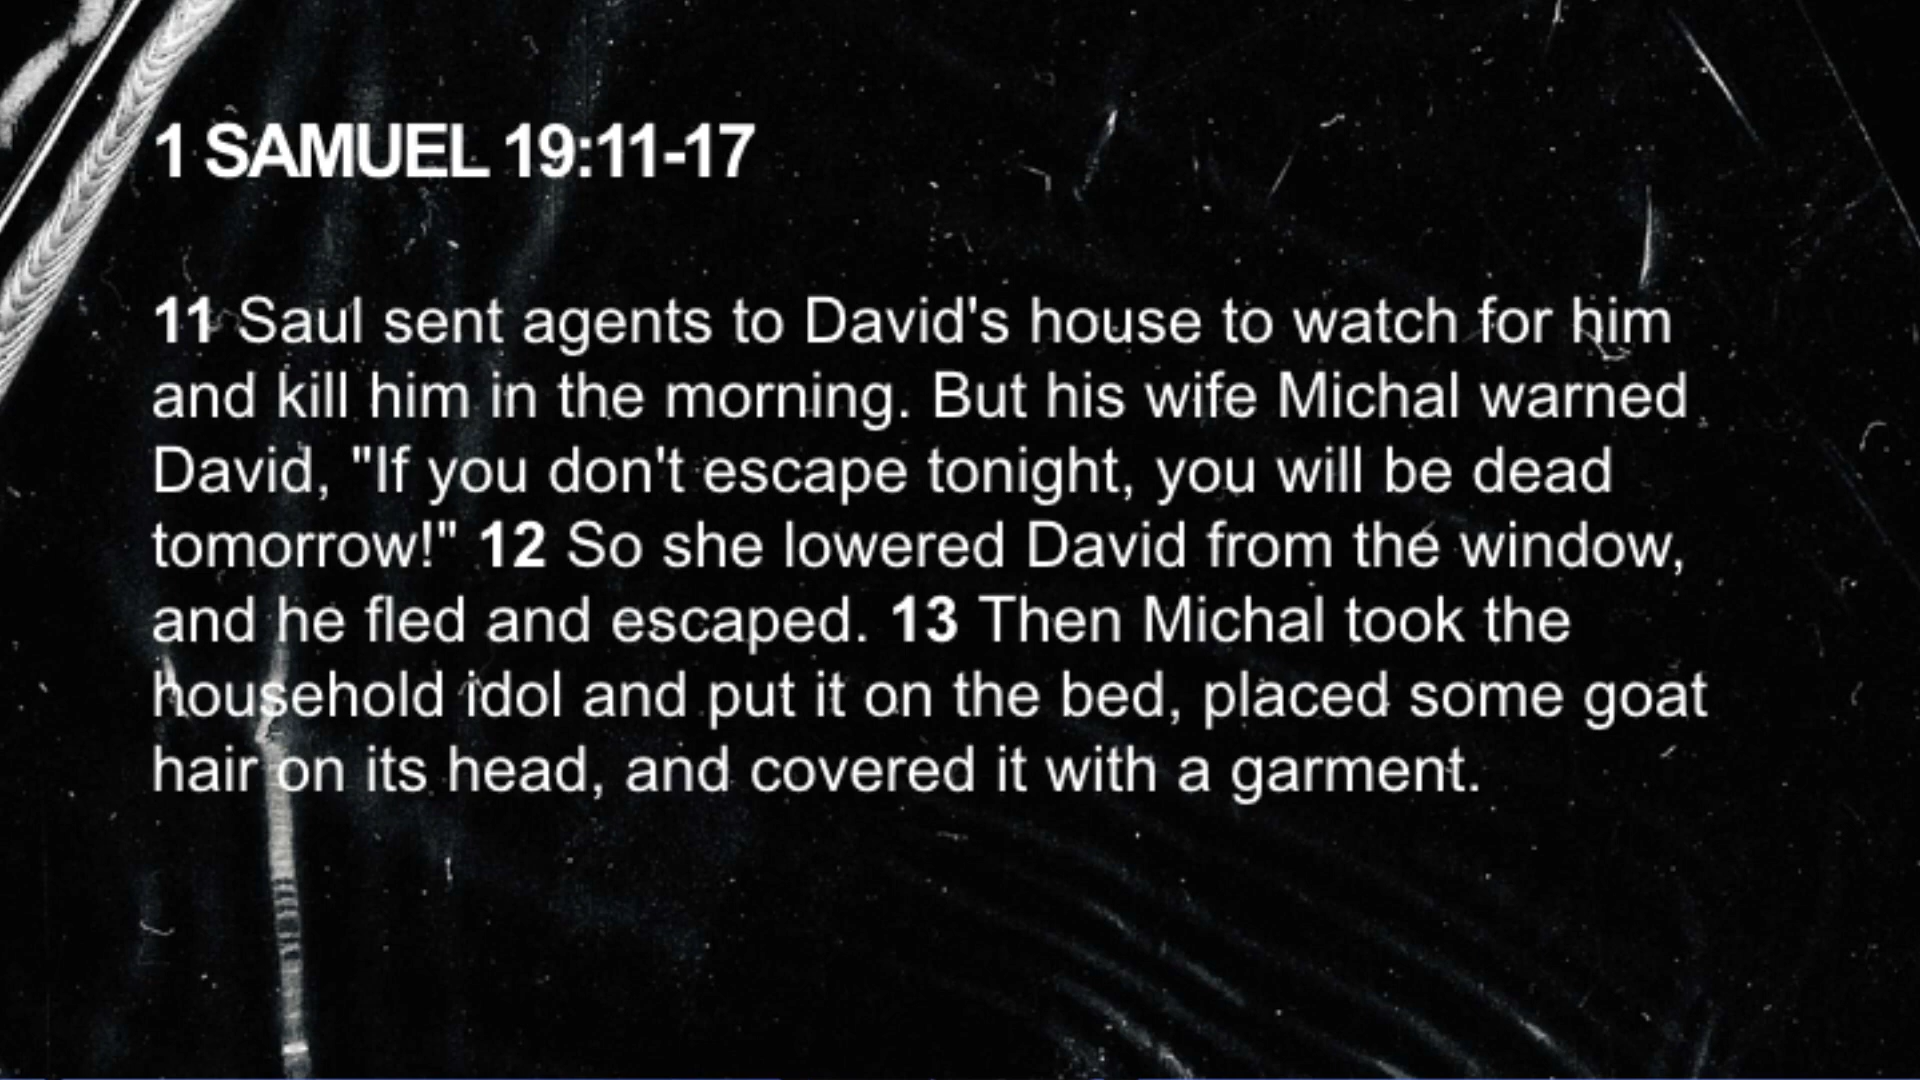 1 SAMUEL 19:11-17
11 Saul sent agents to David's house to watch for him
and kill him in the morning. But his wife Michal warned
David, "If you don't escape tonight, you will be dead
tomorrow!" 12 So she lowered David from the window,
and he fled and escaped. 13 Then Michal took the
household idol and put it on the bed, placed some goat
hair on its head, and covered it with a garment.